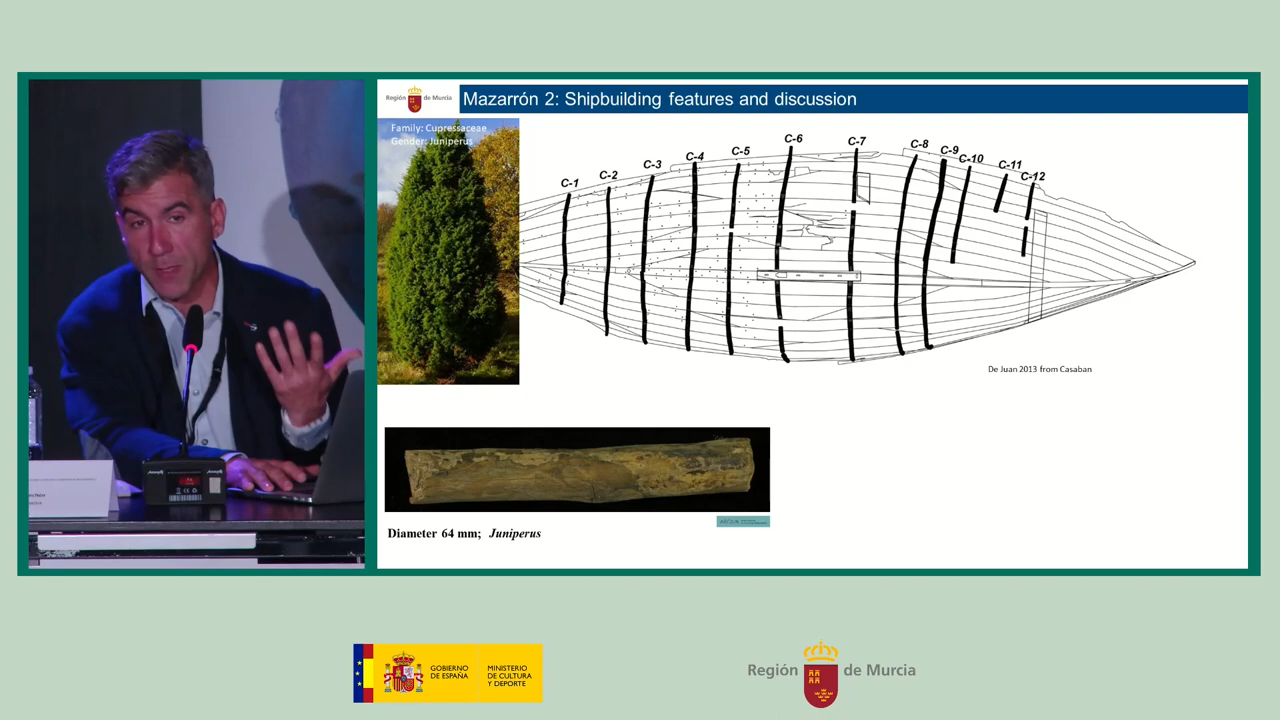 Región de Murcia
Mazarrón 2: Shipbuilding features and discussion
Family: Cupressaceae
Gender: Juniperus
C-1
C-2
C-3
C-4
C-5
C-6
C-7
C-8
C-9
C-10
C-11
C-12
De Juan 2013 from Casaban
ARQUA
Diameter 64 mm; Juniperus
GOBIERNO
DE ESPAÑA
MINISTERIO
DE CULTURA
Y DEPORTE
Región de Murcia